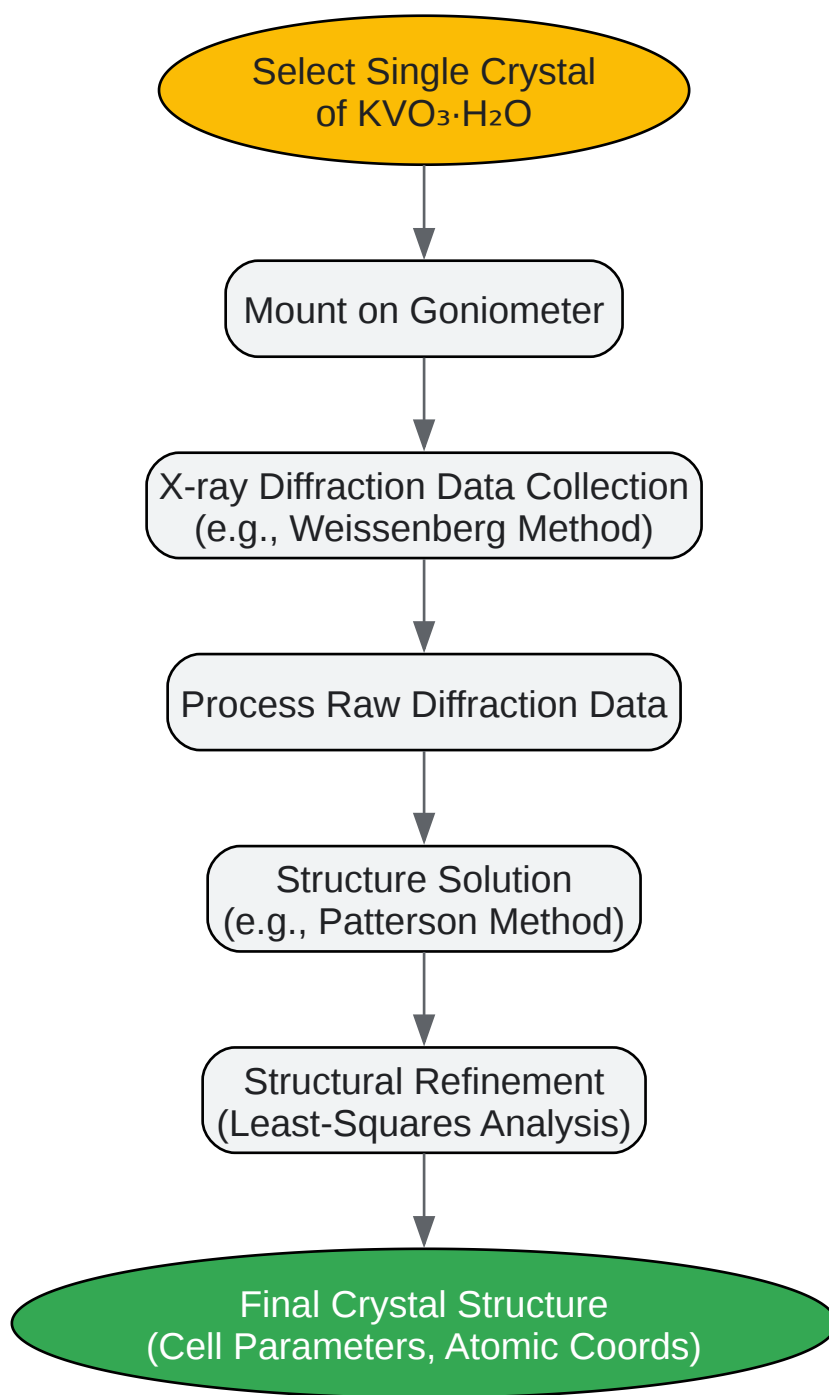 Select Single Crystal
of KVO₃·H₂O
Mount on Goniometer
X-ray Diffraction Data Collection
(e.g., Weissenberg Method)
Process Raw Diffraction Data
Structure Solution
(e.g., Patterson Method)
Structural Refinement
(Least-Squares Analysis)
Final Crystal Structure
(Cell Parameters, Atomic Coords)